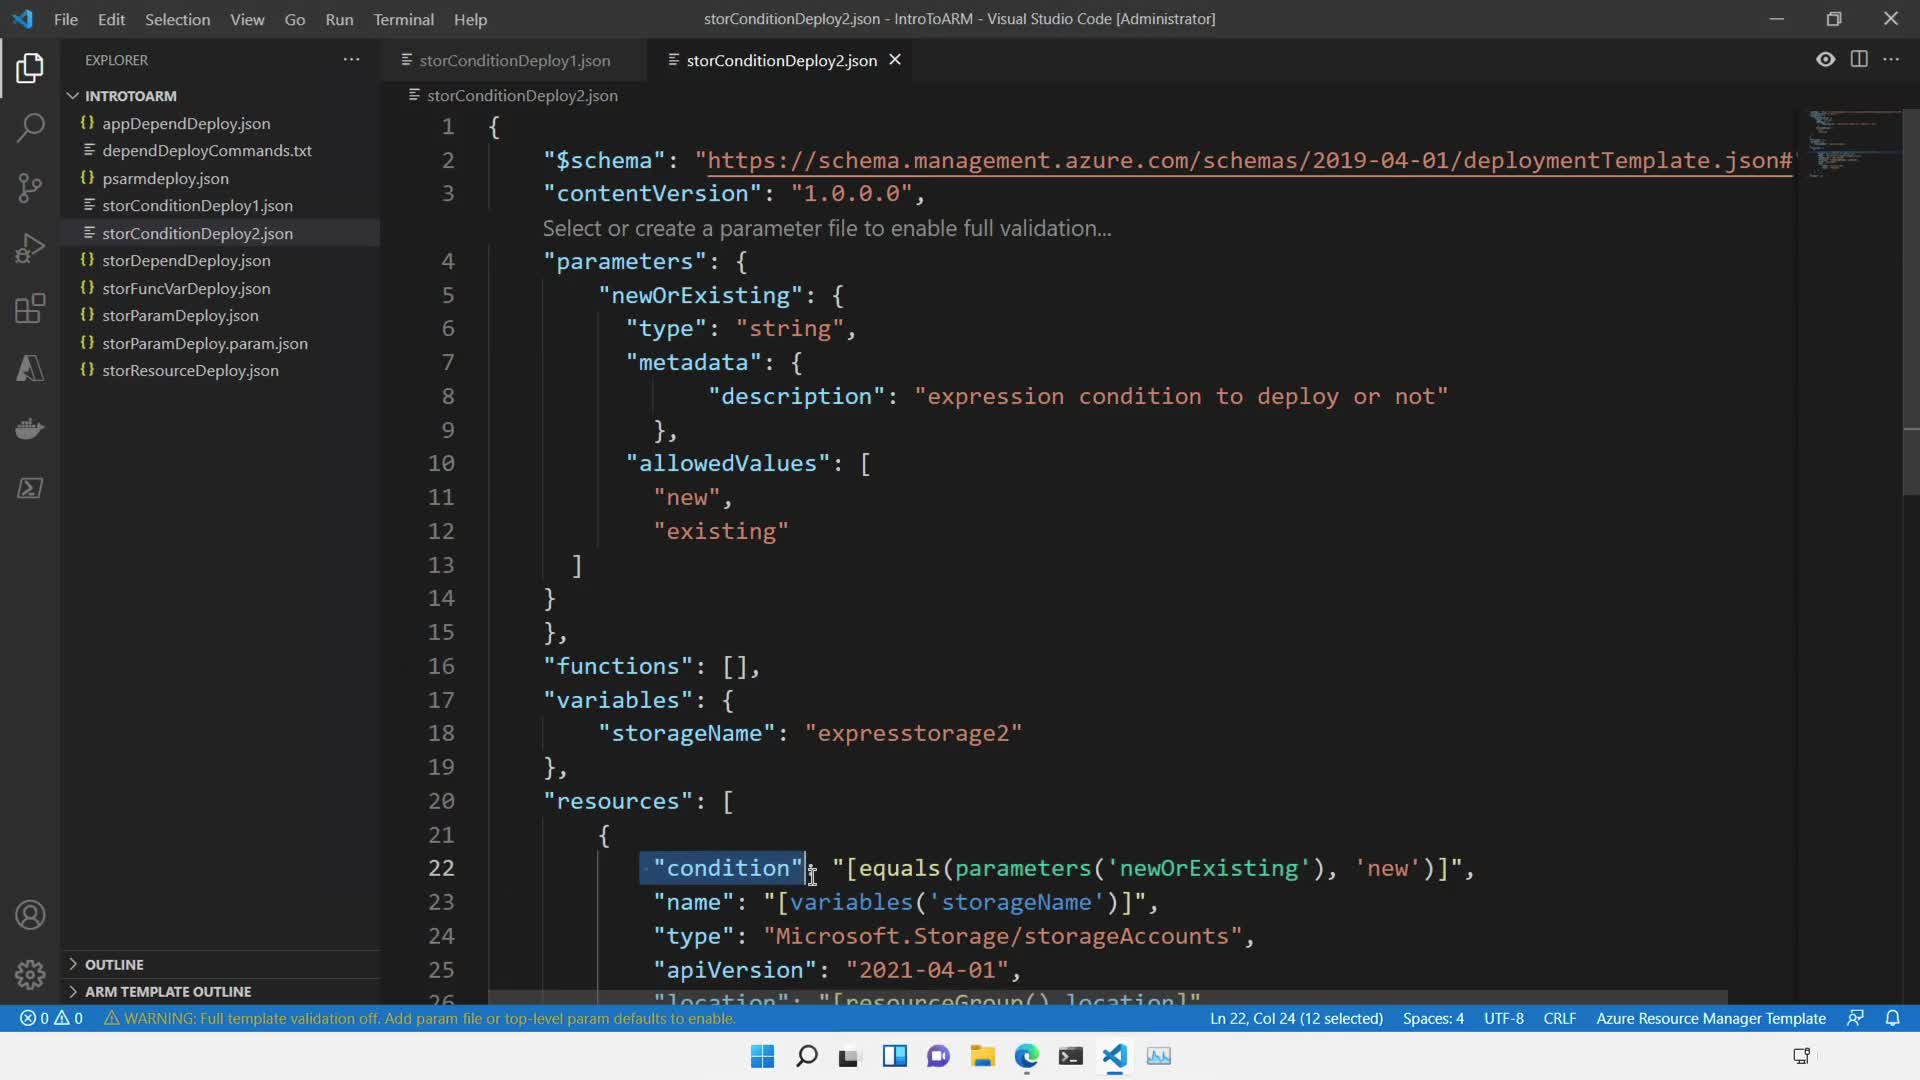 File Edit Selection View Go Run Terminal Help
storConditionDeploy2.json - IntroToARM - Visual Studio Code [Administrator]
EXPLORER
INTROTOARM
appDependDeploy.json
dependDeployCommands.txt
psarmdeploy.json
storConditionDeploy1.json
storConditionDeploy2.json
storDependDeploy.json
storFuncVarDeploy.json
storParamDeploy.json
storParamDeploy.param.json
storResourceDeploy.json
OUTLINE
ARM TEMPLATE OUTLINE
storConditionDeploy1.json
storConditionDeploy2.json
storConditionDeploy2.json
1 {
2 "$schema": "https://schema.management.azure.com/schemas/2019-04-01/deploymentTemplate.json#"
3 "contentVersion": "1.0.0.0",
Select or create a parameter file to enable full validation...
4 "parameters": {
5 "newOrExisting": {
6 "type": "string",
7 "metadata": {
8 "description": "expression condition to deploy or not"
9 },
10 "allowedValues": [
11 "new",
12 "existing"
13 ]
14 }
15 },
16 "functions": [],
17 "variables": {
18 "storageName": "expresstorage2"
19 },
20 "resources": [
21 {
22 "condition": "[equals(parameters('newOrExisting'), 'new')]",
23 "name": "[variables('storageName')]",
24 "type": "Microsoft.Storage/storageAccounts",
25 "apiVersion": "2021-04-01",
26 "location": "[resourceGroup().location]"
0 0 WARNING: Full template validation off. Add param file or top-level param defaults to enable.
Ln 22, Col 24 (12 selected) Spaces: 4 UTF-8 CRLF Azure Resource Manager Template